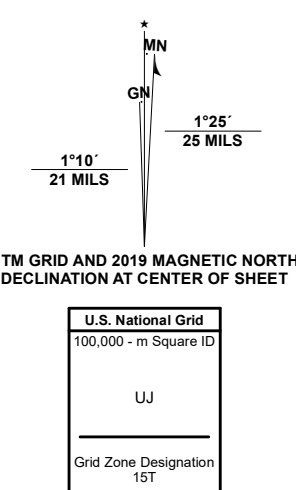 ★
MN
GN
1°25´
25 MILS
1°10´
21 MILS
TM GRID AND 2019 MAGNETIC NORTH
DECLINATION AT CENTER OF SHEET
U.S. National Grid
100,000 - m Square ID
UJ
Grid Zone Designation
15T